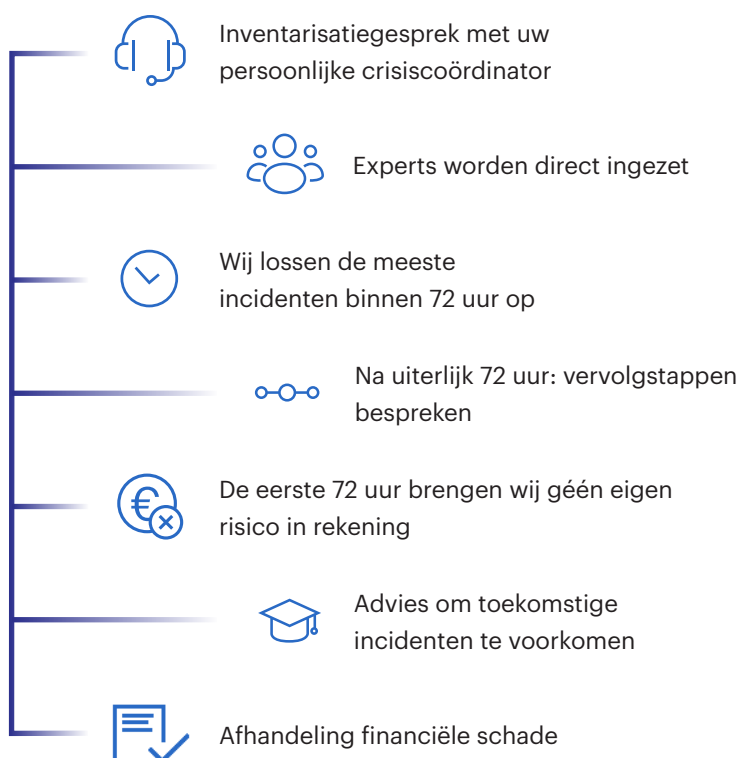 Inventarisatiegesprek met uw
persoonlijke crisiscoördinator
Experts worden direct ingezet
Wij lossen de meeste
incidenten binnen 72 uur op
Na uiterlijk 72 uur: vervolgstappen
bespreken
De eerste 72 uur brengen wij géén eigen
risico in rekening
Advies om toekomstige
incidenten te voorkomen
Afhandeling financiële schade